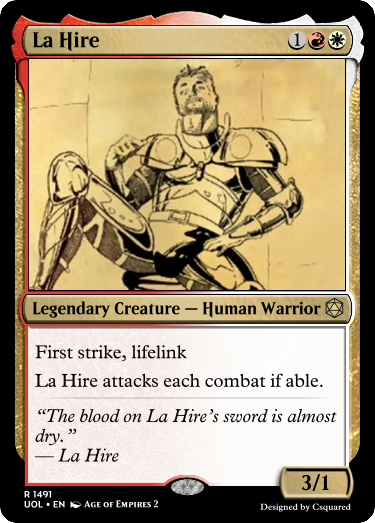 La Hire 1
Legendary Creature — Human Warrior
First strike, lifelink
La Hire attacks each combat if able.
“The blood on La Hire’s sword is almost
dry.”
— La Hire
3/1
R 1491
UOL • EN Age of Empires 2
Designed by Csquared